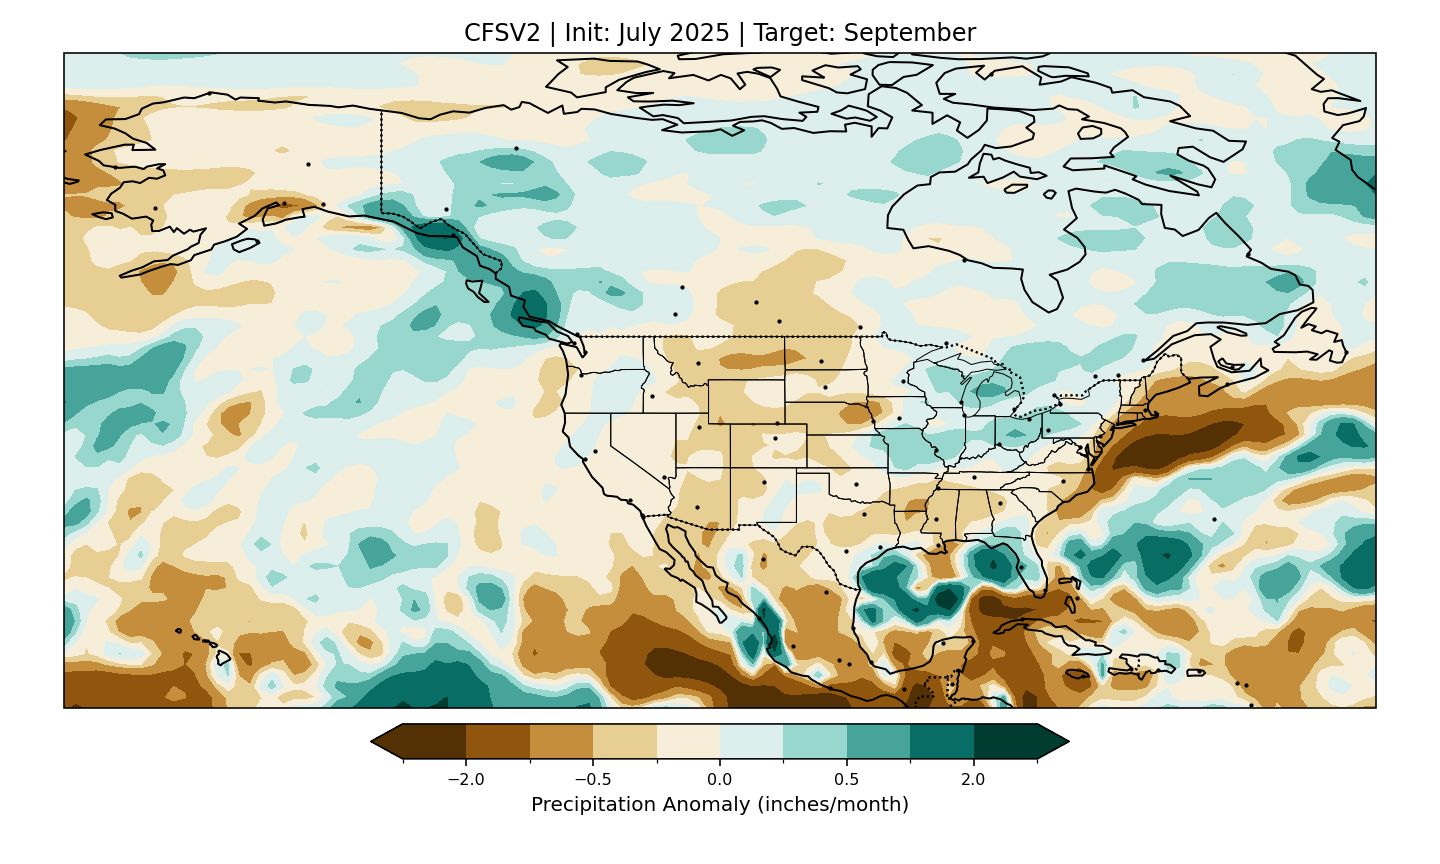 CFSV2 | Init: July 2025 | Target: September
−2.0 −0.5 0.0 0.5 2.0
Precipitation Anomaly (inches/month)